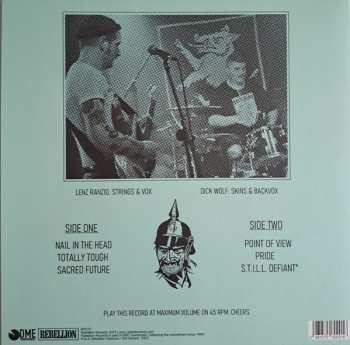 LENZ RANZIG: STRINGS & VOX
DICK WOLF: SKINS & BACKVOX
SIDE ONE
NAIL IN THE HEAD
TOTALLY TOUGH
SACRED FUTURE
SIDE TWO
POINT OF VIEW
PRIDE
S.T.I.L.L. DEFIANT*
PLAY THIS RECORD AT MAXIMUM VOLUME ON 45 RPM. CHEERS.
DME
REBELLION